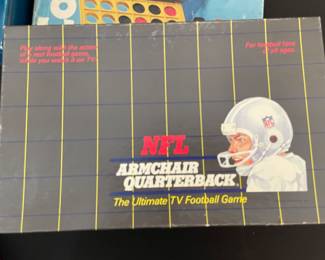 Play along with the action
of a real football game,
while you watch it on TV.
For football fans
of all ages.
NFL
ARMCHAIR
QUARTERBACK
The Ultimate TV Football Game
NFL